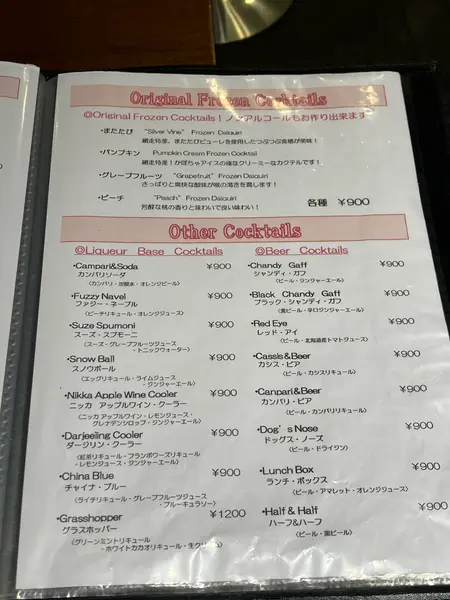 Original Frozen Cocktails
◎Original Frozen Cocktails！ノンアルコールもお作り出来ます
・またたび "Silver Vine" Frozen Daiquiri
網走特産、またたびピューレを使用したつぶつぶ食感が美味！
・パンプキン Pumpkin Cream Frozen Cocktail
網走特産！かぼちゃアイスの様なクリーミーなカクテルです！
・グレープフルーツ "Grapefruit" Frozen Daiquiri
さっぱりと爽快な酸味が喉の渇きを潤します！
・ピーチ "Peach" Frozen Daiquiri
芳醇な桃の香りと味わいで良い味わい！ 各種 ¥900
Other Cocktails
◎Liqueur Base Cocktails
・Campari&Soda ¥900
カンパリソーダ
（カンパリ・炭酸水・オレンジピール）
・Fuzzy Navel ¥900
ファジー・ネーブル
（ピーチリキュール・オレンジジュース）
・Suze Spumoni ¥900
スーズ・スプモーニ
（スーズ・グレープフルーツジュース
・トニックウォーター）
・Snow Ball ¥900
スノウボール
（エッグリキュール・ライムジュース
・ジンジャーエール）
・Nikka Apple Wine Cooler ¥900
ニッカ アップルワイン・クーラー
（ニッカ アップルワイン・レモンジュース・
グレナデンシロップ・ジンジャーエール）
・Darjeeling Cooler ¥900
ダージリン・クーラー
（紅茶リキュール・フランボワーズリキュール
・レモンジュース・ジンジャーエール）
・China Blue ¥900
チャイナ・ブルー
（ライチリキュール・グレープフルーツジュース
・ブルーキュラソー）
・Grasshopper ¥1200
グラスホッパー
（グリーンミントリキュール
・ホワイトカカオリキュール・生クリーム）
◎Beer Cocktails
・Chandy Gaff ¥900
シャンディ・ガフ
（ビール・ジンジャーエール）
・Black Chandy Gaff ¥900
ブラック・シャンディ・ガフ
（黒ビール・辛口ジンジャーエール）
・Red Eye ¥900
レッド・アイ
（ビール・北海道産トマトジュース）
・Cassis&Beer ¥900
カシス・ビア
（ビール・カシスリキュール）
・Canpari&Beer ¥900
カンパリ・ビア
（ビール・カンパリリキュール）
・Dog's Nose ¥900
ドッグス・ノーズ
（ビール・ドライジン）
・Lunch Box ¥900
ランチ・ボックス
（ビール・アマレット・オレンジジュース）
・Half & Half ¥900
ハーフ&ハーフ
（ビール・黒ビール）